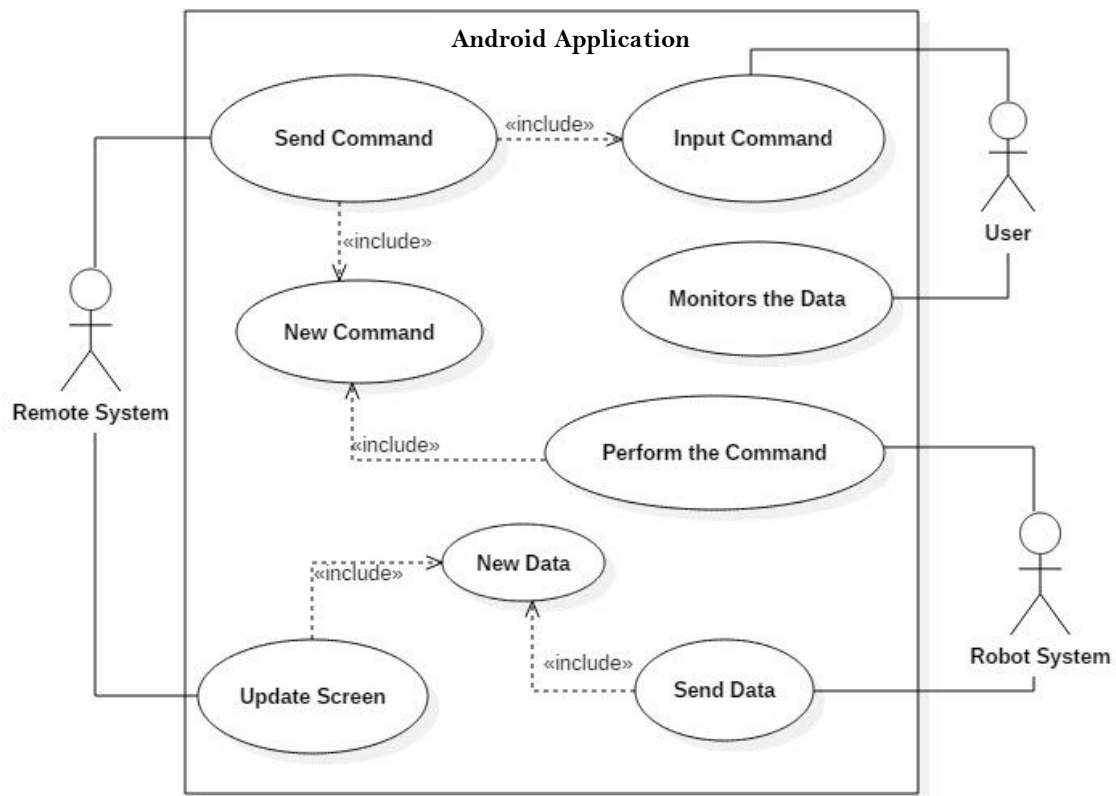 Android Application
Send Command
«include»
Input Command
User
«include»
Monitors the Data
New Command
Remote System
«include»
Perform the Command
New Data
«include»
Robot System
«include»
Send Data
Update Screen